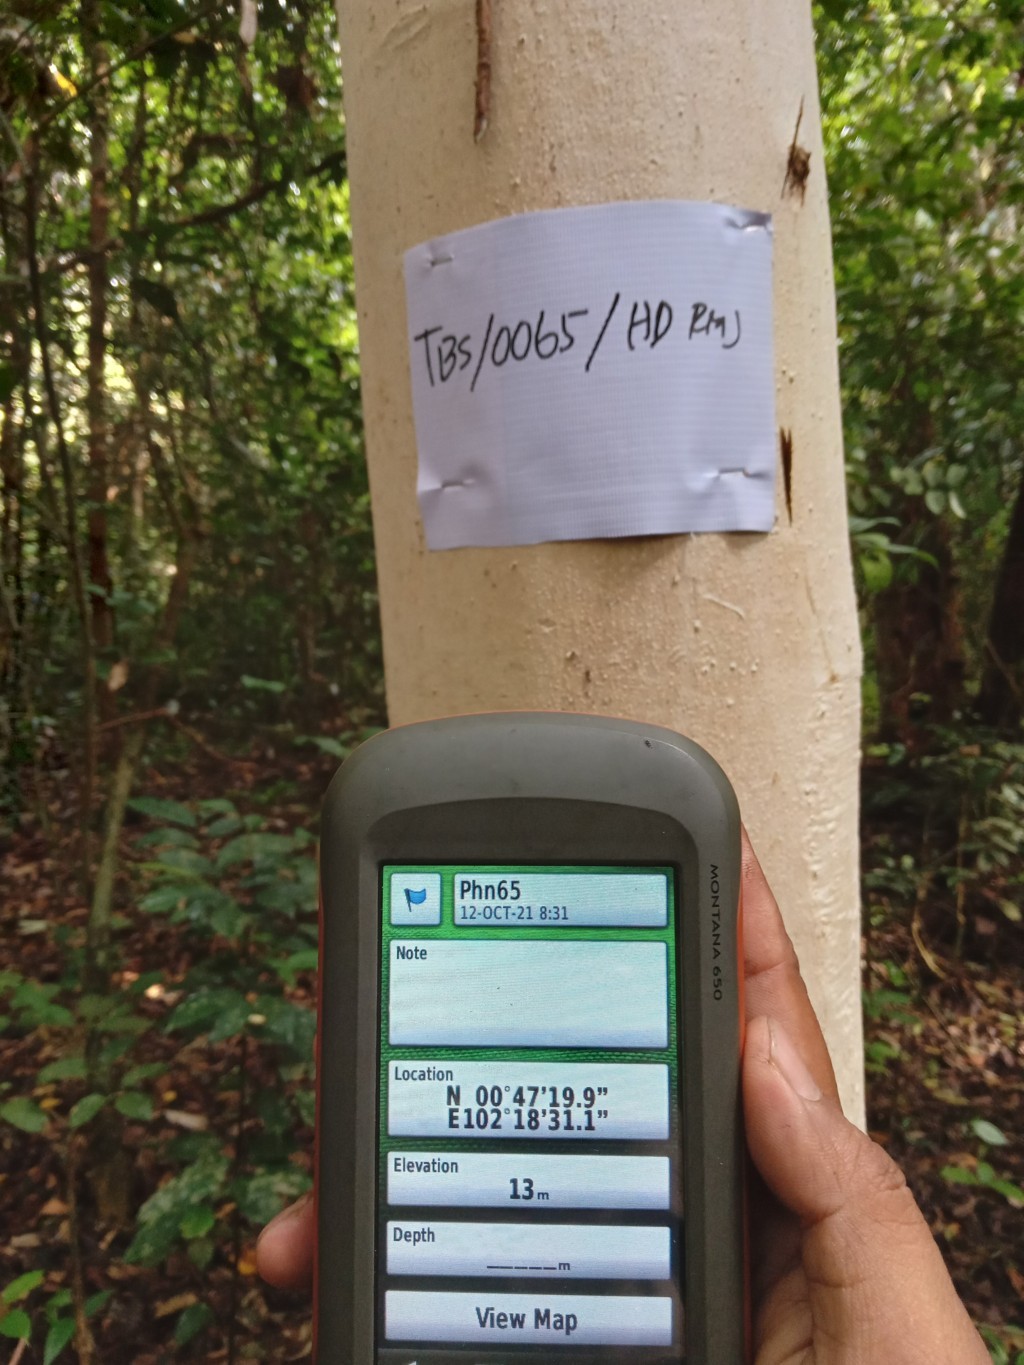 TBS/0065/HD
MONTANA 650
Phn65
12-OCT-21 8:31
Note
Location
N 00°47'19.9"
E102°18'31.1"
Elevation
13m
Depth
_____m
View Map